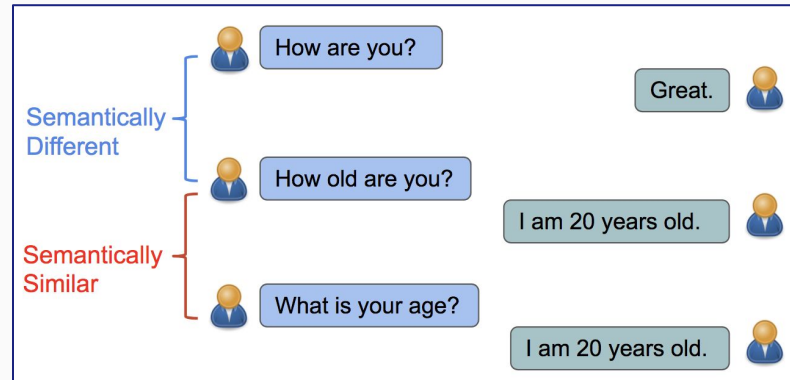 How are you?
Great.
Semantically
Different
How old are you?
I am 20 years old.
Semantically
Similar
What is your age?
I am 20 years old.